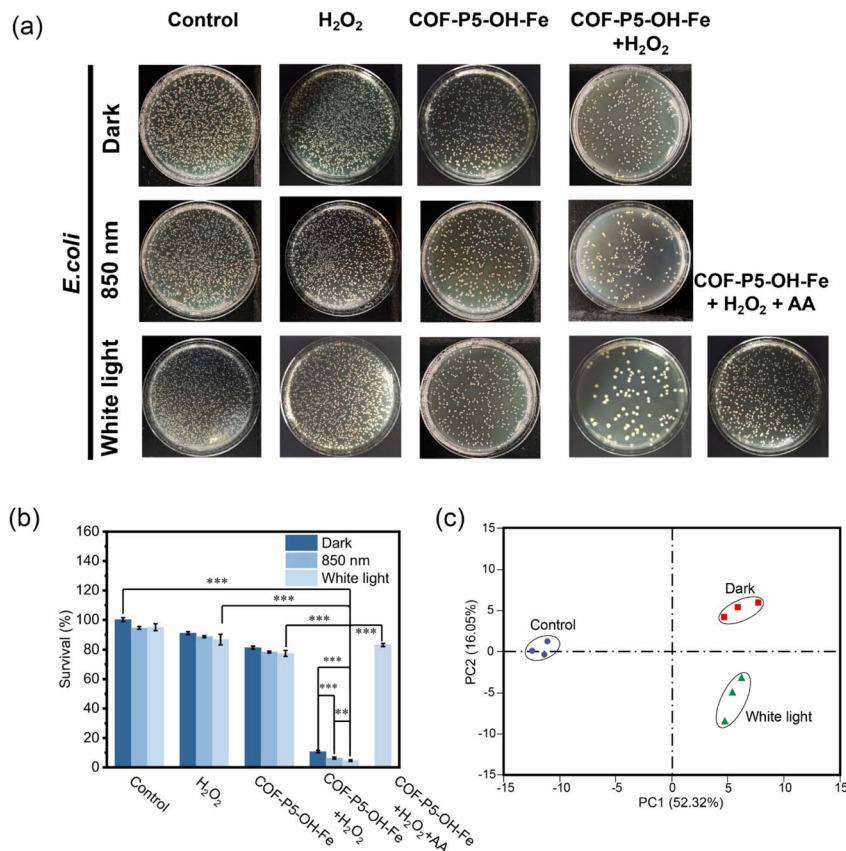 (a)
Control
H₂O₂
COF-P5-OH-Fe
COF-P5-OH-Fe
+H₂O₂
E.coli
Dark
850 nm
White light
COF-P5-OH-Fe
+ H₂O₂ + AA
(b)
Survival (%)
160
140
120
100
80
60
40
20
0
Dark
850 nm
White light
***
***
***
***
***
***
**
Control
H₂O₂
COF-P5-OH-Fe
COF-P5-OH-Fe
+H₂O₂
COF-P5-OH-Fe
+H₂O₂+AA
(c)
PC2 (16.05%)
15
10
5
0
-5
-10
-15
Control
Dark
White light
-15
-10
-5
0
5
10
15
PC1 (52.32%)